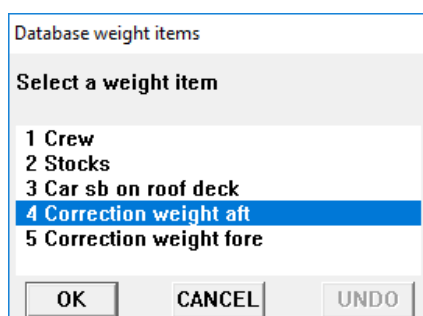 Database weight items
Select a weight item
1 Crew
2 Stocks
3 Car sb on roof deck
4 Correction weight aft
5 Correction weight fore
OK CANCEL UNDO